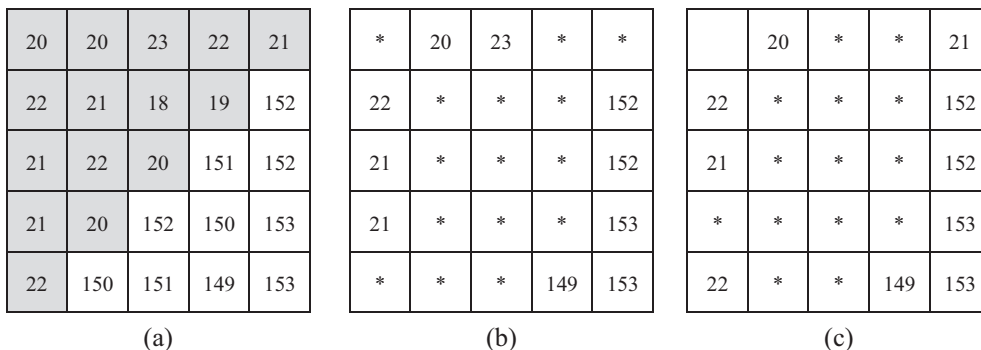 20 20 23 22 21 * 20 23 * * 20 * * 21
22 21 18 19 152 22 * * * 152 22 * * * 152
21 22 20 151 152 21 * * * 152 21 * * * 152
21 20 152 150 153 21 * * * 153 * * * * 153
22 150 151 149 153 * * * 149 153 22 * * 149 153
(a) (b) (c)